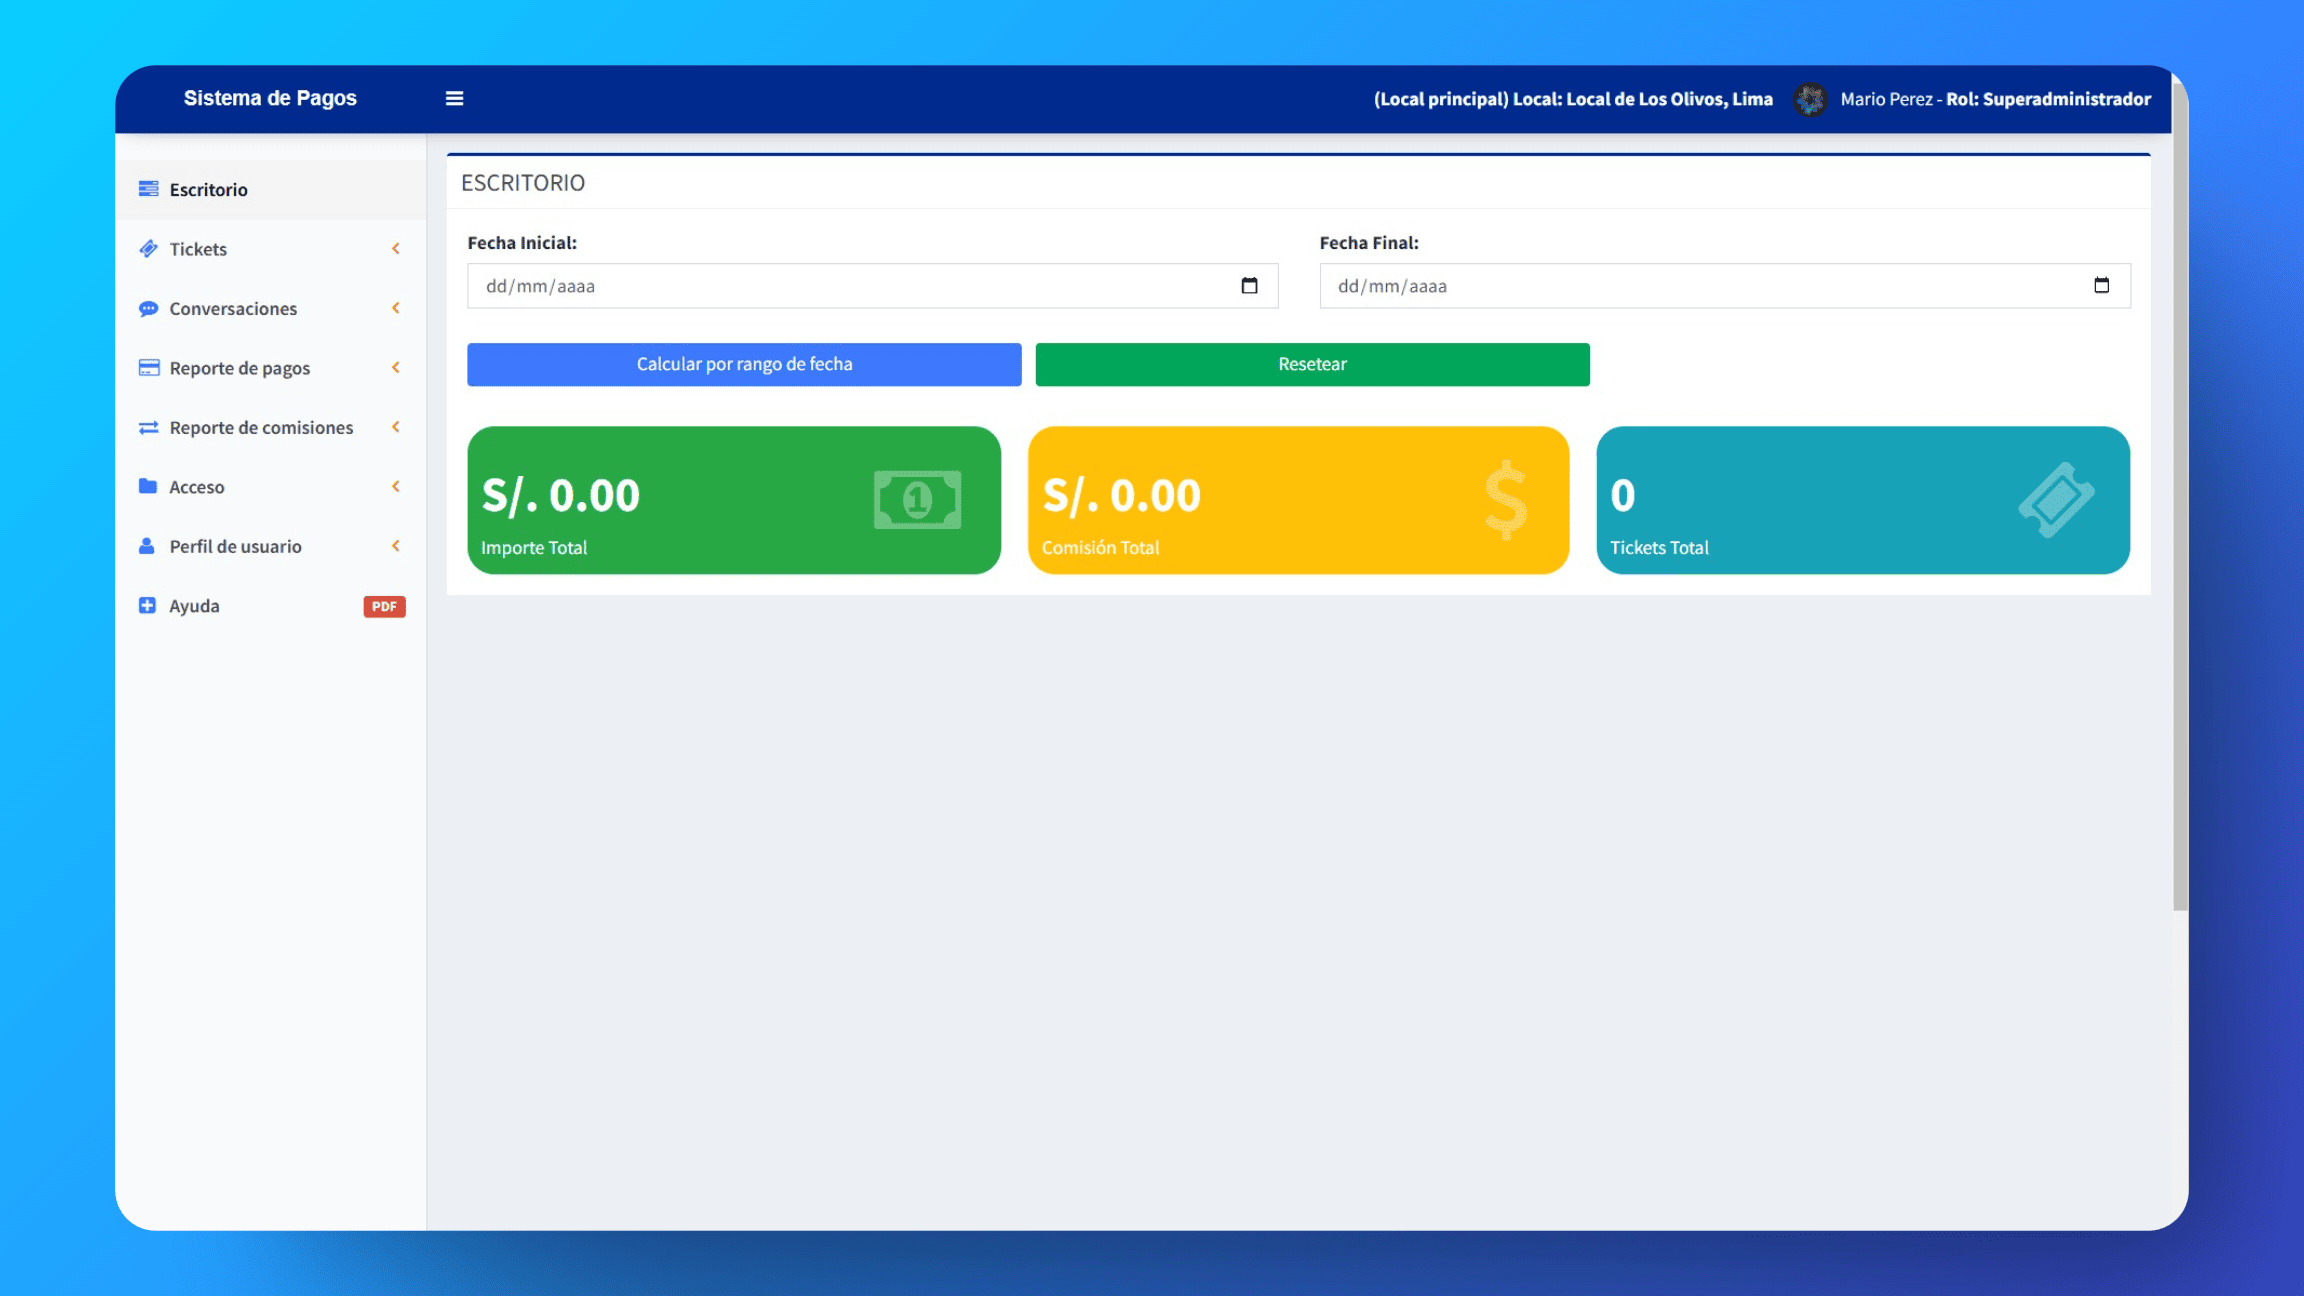 Sistema de Pagos
(Local principal) Local: Local de Los Olivos, Lima
Mario Perez - Rol: Superadministrador
Escritorio
Tickets
Conversaciones
Reporte de pagos
Reporte de comisiones
Acceso
Perfil de usuario
Ayuda PDF
ESCRITORIO
Fecha Inicial:
dd/mm/aaaa
Fecha Final:
dd/mm/aaaa
Calcular por rango de fecha
Resetear
S/. 0.00
Importe Total
S/. 0.00
Comisión Total
0
Tickets Total